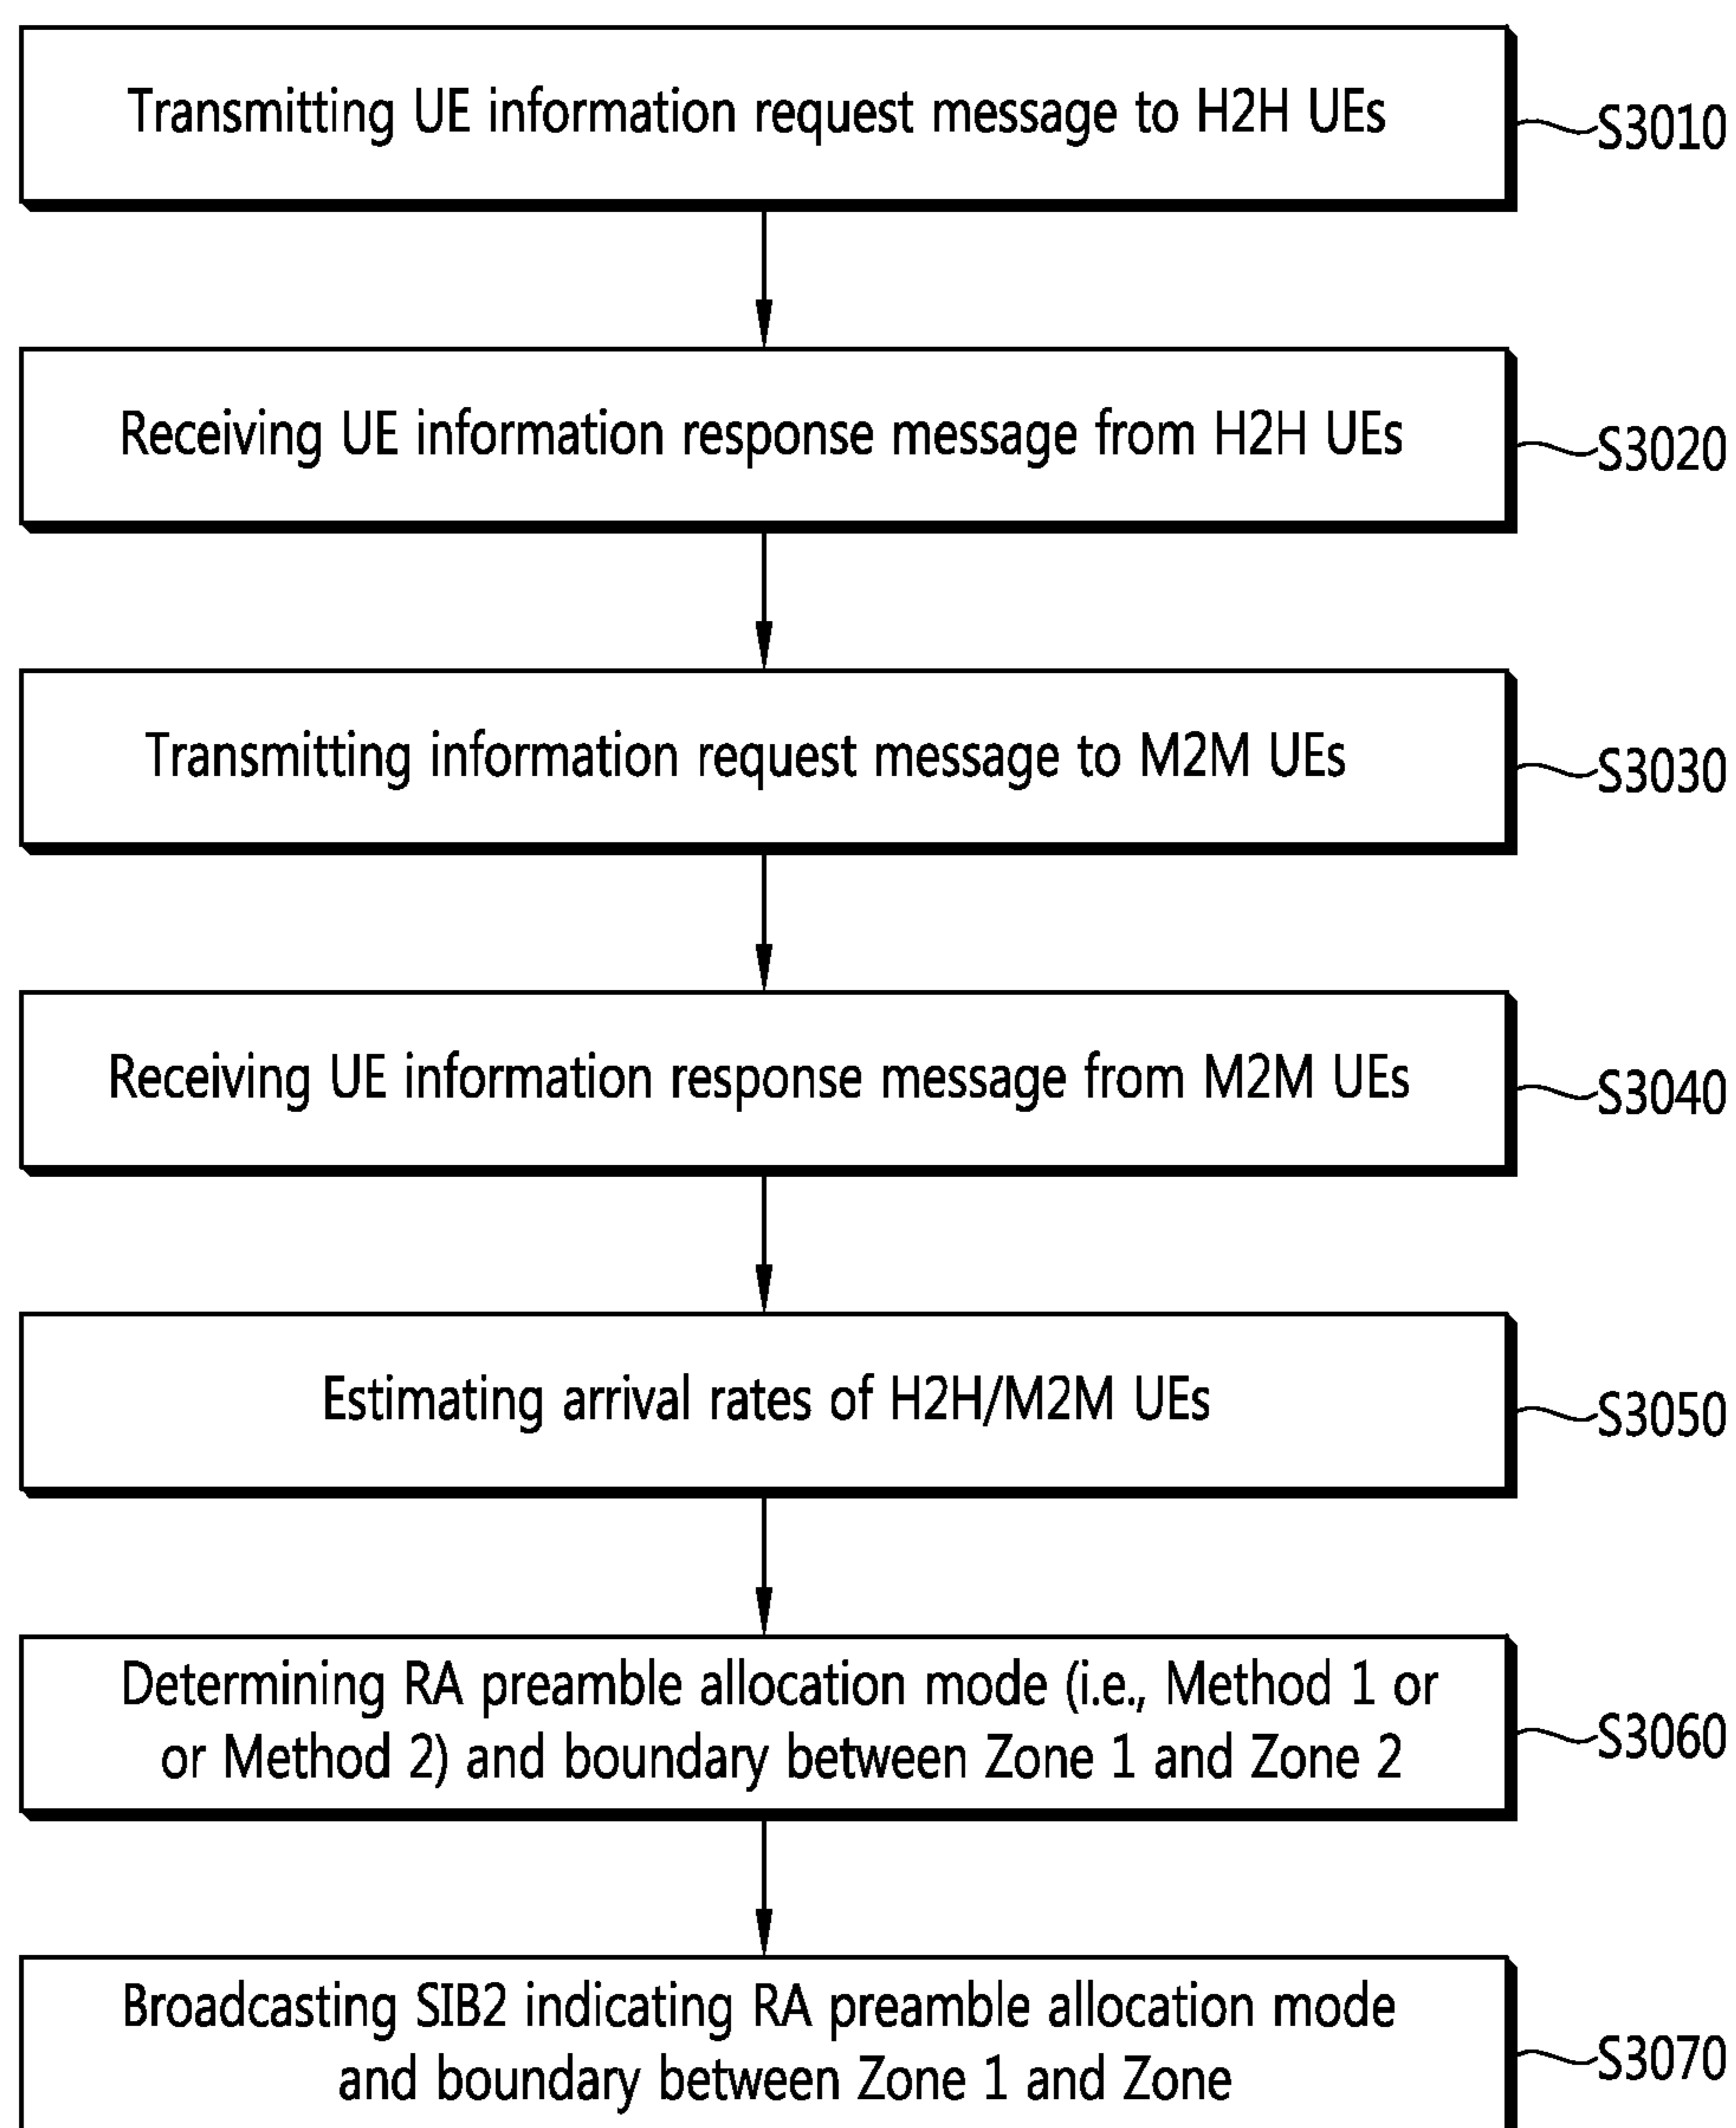 Transmitting UE information request message to H2H UEs
S3010
Receiving UE information response message from H2H UEs
S3020
Transmitting information request message to M2M UEs
S3030
Receiving UE information response message from M2M UEs
S3040
Estimating arrival rates of H2H/M2M UEs
S3050
Determining RA preamble allocation mode (i.e., Method 1 or
or Method 2) and boundary between Zone 1 and Zone 2
S3060
Broadcasting SIB2 indicating RA preamble allocation mode
and boundary between Zone 1 and Zone
S3070